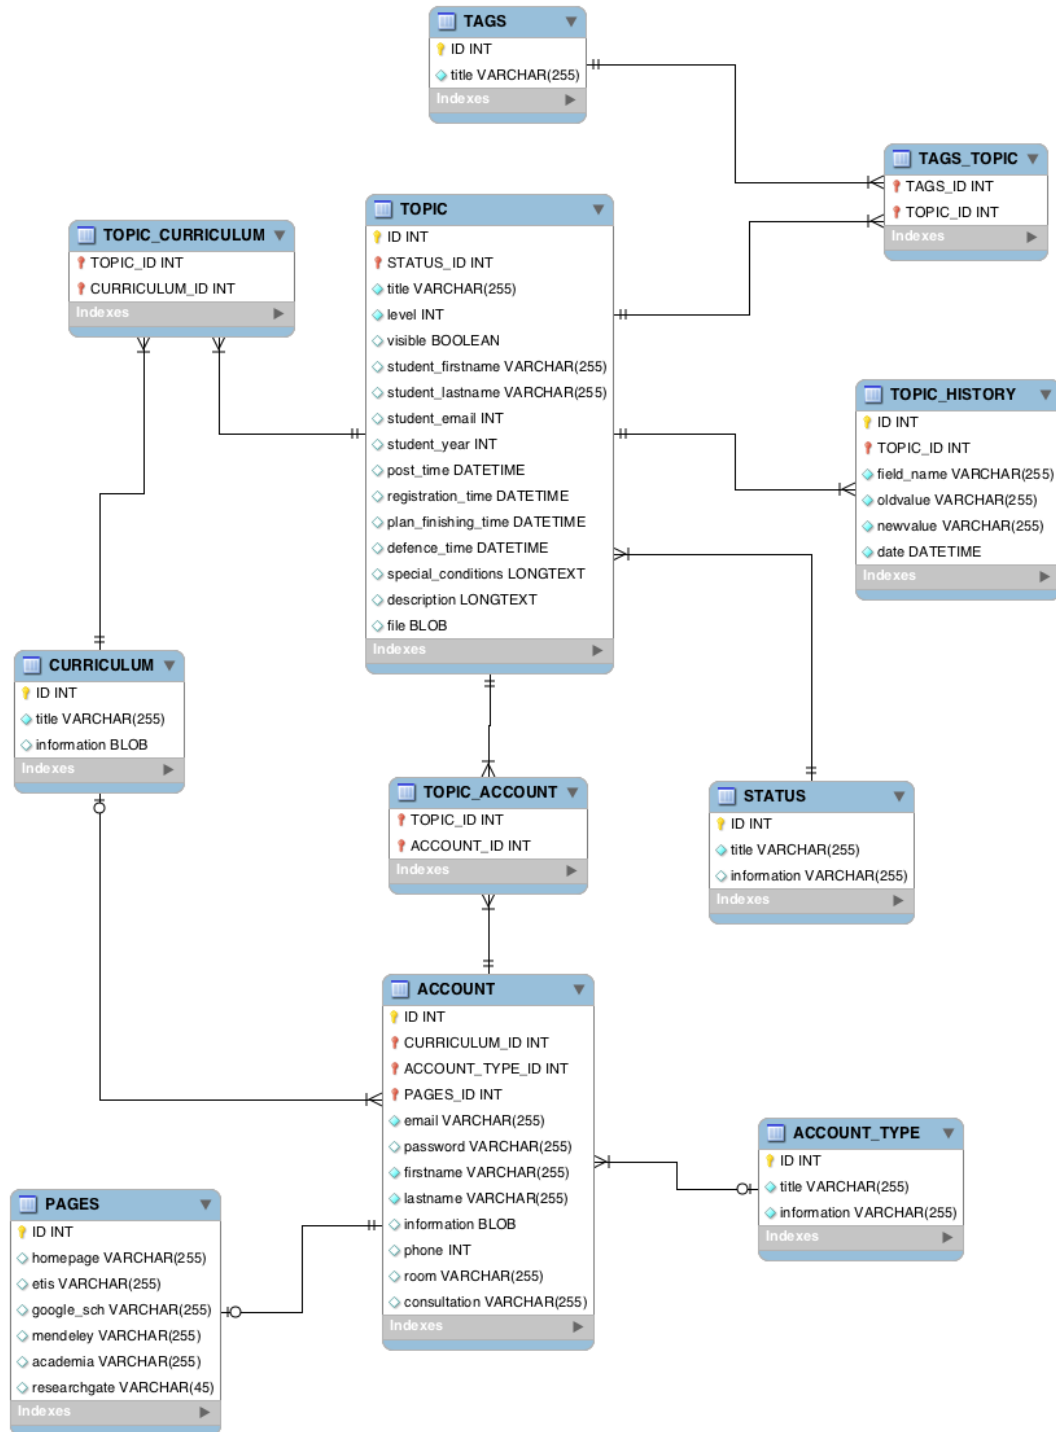 TAGS
ID INT
title VARCHAR(255)
Indexes
TAGS_TOPIC
TAGS_ID INT
TOPIC_ID INT
Indexes
TOPIC
ID INT
STATUS_ID INT
title VARCHAR(255)
level INT
visible BOOLEAN
student_firstname VARCHAR(255)
student_lastname VARCHAR(255)
student_email INT
student_year INT
post_time DATETIME
registration_time DATETIME
plan_finishing_time DATETIME
defence_time DATETIME
special_conditions LONGTEXT
description LONGTEXT
file BLOB
Indexes
TOPIC_CURRICULUM
TOPIC_ID INT
CURRICULUM_ID INT
Indexes
TOPIC_HISTORY
ID INT
TOPIC_ID INT
field_name VARCHAR(255)
oldvalue VARCHAR(255)
newvalue VARCHAR(255)
date DATETIME
Indexes
CURRICULUM
ID INT
title VARCHAR(255)
information BLOB
Indexes
TOPIC_ACCOUNT
TOPIC_ID INT
ACCOUNT_ID INT
Indexes
STATUS
ID INT
title VARCHAR(255)
information VARCHAR(255)
Indexes
ACCOUNT
ID INT
CURRICULUM_ID INT
ACCOUNT_TYPE_ID INT
PAGES_ID INT
email VARCHAR(255)
password VARCHAR(255)
firstname VARCHAR(255)
lastname VARCHAR(255)
information BLOB
phone INT
room VARCHAR(255)
consultation VARCHAR(255)
Indexes
ACCOUNT_TYPE
ID INT
title VARCHAR(255)
information VARCHAR(255)
Indexes
PAGES
ID INT
homepage VARCHAR(255)
etis VARCHAR(255)
google_sch VARCHAR(255)
mendeley VARCHAR(255)
academia VARCHAR(255)
researchgate VARCHAR(45)
Indexes